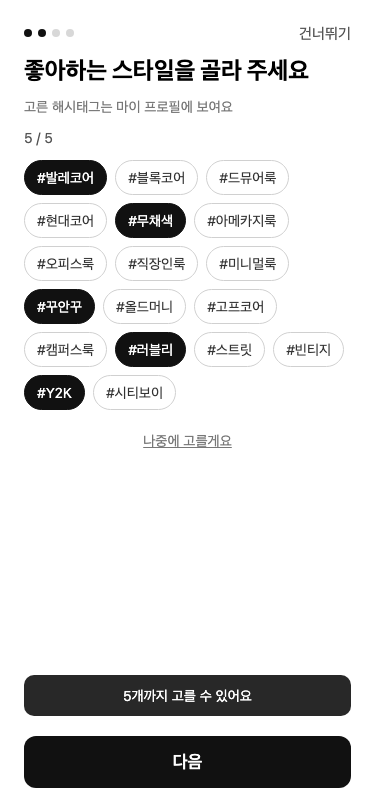 건너뛰기
좋아하는 스타일을 골라 주세요
고른 해시태그는 마이 프로필에 보여요
5 / 5
#발레코어 #블록코어 #드뮤어룩
#현대코어 #무채색 #아메카지룩
#오피스룩 #직장인룩 #미니멀룩
#꾸안꾸 #올드머니 #고프코어
#캠퍼스룩 #러블리 #스트릿 #빈티지
#Y2K #시티보이
나중에 고를게요
5개까지 고를 수 있어요
다음